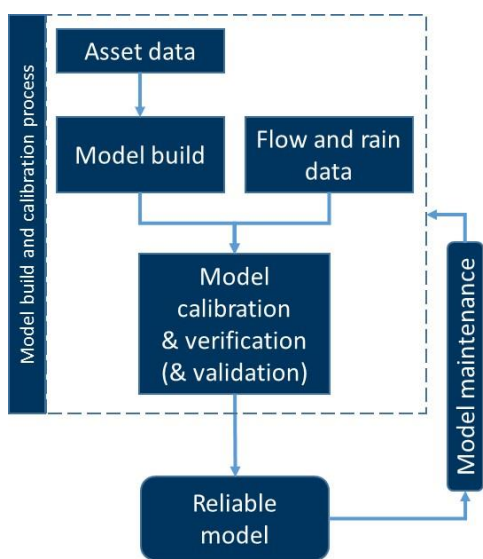 Model build and calibration process
Asset data
Model build
Flow and rain
data
Model
calibration
& verification
(& validation)
Model maintenance
Reliable
model